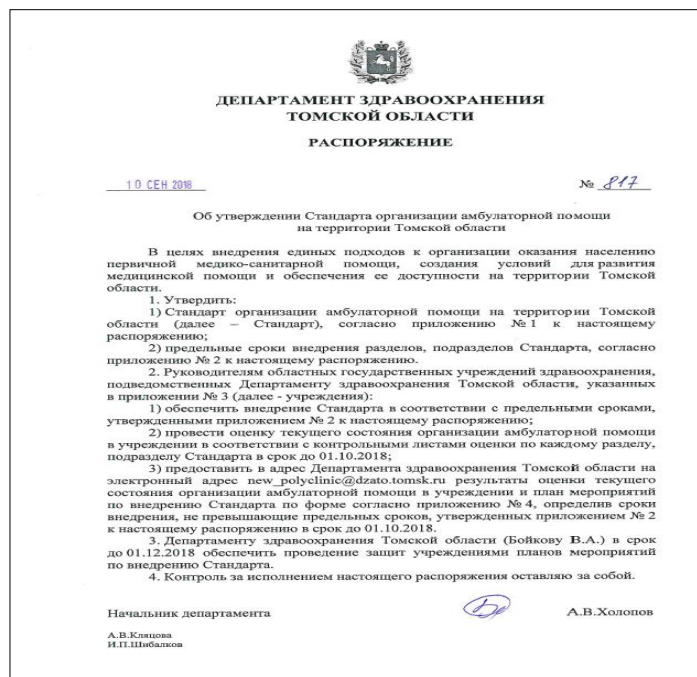 ДЕПАРТАМЕНТ ЗДРАВООХРАНЕНИЯ
ТОМСКОЙ ОБЛАСТИ
РАСПОРЯЖЕНИЕ
10 СЕН 2018
№ 817
Об утверждении Стандарта организации амбулаторной помощи
на территории Томской области
В целях внедрения единых подходов к организации оказания населению
первичной медико-санитарной помощи, создания условий для развития
медицинской помощи и обеспечения ее доступности на территории Томской
области.
1. Утвердить:
1) Стандарт организации амбулаторной помощи на территории Томской
области (далее – Стандарт), согласно приложению № 1 к настоящему
распоряжению;
2) предельные сроки внедрения разделов, подразделов Стандарта, согласно
приложению № 2 к настоящему распоряжению.
2. Руководителям областных государственных учреждений здравоохранения,
подведомственных Департаменту здравоохранения Томской области, указанных
в приложении № 3 (далее - учреждения):
1) обеспечить внедрение Стандарта в соответствии с предельными сроками,
утвержденными приложением № 2 к настоящему распоряжению;
2) провести оценку текущего состояния организации амбулаторной помощи
в учреждении в соответствии с контрольными листами оценки по каждому разделу,
подразделу Стандарта в срок до 01.10.2018;
3) предоставить в адрес Департамента здравоохранения Томской области на
электронный адрес new_polyclinic@dzato.tomsk.ru результаты оценки текущего
состояния организации амбулаторной помощи в учреждении и план мероприятий
по внедрению Стандарта по форме согласно приложению № 4, определив сроки
внедрения, не превышающие предельных сроков, утвержденных приложением № 2
к настоящему распоряжению в срок до 01.10.2018.
3. Департаменту здравоохранения Томской области (Бойкову В.А.) в срок
до 01.12.2018 обеспечить проведение защит учреждениями планов мероприятий
по внедрению Стандарта.
4. Контроль за исполнением настоящего распоряжения оставляю за собой.
Начальник департамента
А.В.Холопов
А.В.Кляцова
И.П.Шибалков